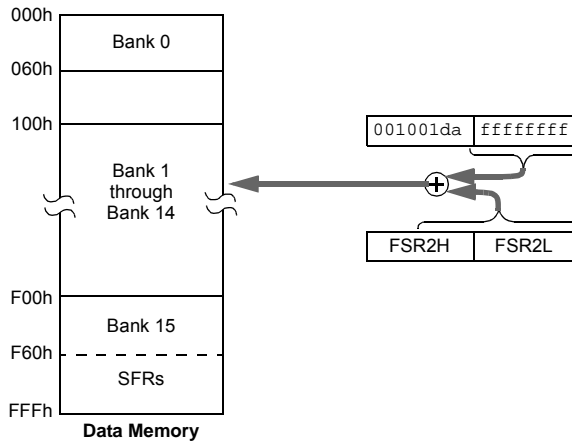 000h
Bank 0
060h
100h
001001da ffffffff
Bank 1
through
Bank 14
FSR2H FSR2L
F00h
Bank 15
F60h
SFRs
FFFh
Data Memory